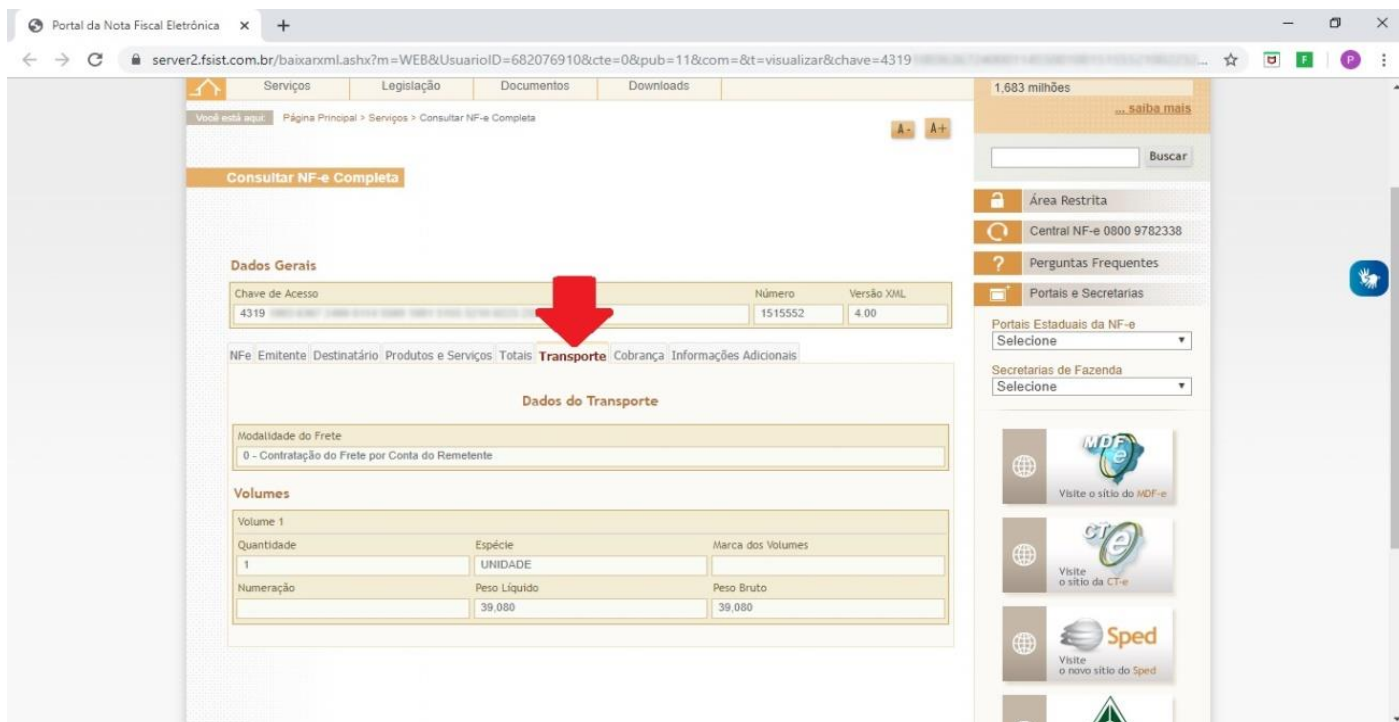 Portal da Nota Fiscal Eletrônica
server2.fsist.com.br/baixarxml.ashx?m=WEB&UsuarioID=682076910&cte=0&pub=11&com=&t=visualizar&chave=4319
...
Serviços Legislação Documentos Downloads
Você está aqui: Página Principal > Serviços > Consultar NF-e Completa
A- A+
Consultar NF-e Completa
Dados Gerais
Chave de Acesso Número Versão XML
4319 1515552 4.00
NFe Emitente Destinatário Produtos e Serviços Totais Transporte Cobrança Informações Adicionais
Dados do Transporte
Modalidade do Frete
0 - Contratação do Frete por Conta do Remetente
Volumes
Volume 1
Quantidade Espécie Marca dos Volumes
1 UNIDADE
Numeração Peso Líquido Peso Bruto
39,080 39,080
1,683 milhões
... saiba mais
Buscar
Área Restrita
Central NF-e 0800 9782338
Perguntas Frequentes
Portais e Secretarias
Portais Estaduais da NF-e
Selecione
Secretarias de Fazenda
Selecione
MDF e
Visite o sítio do MDF-e
CT e
Visite
o sítio da CT-e
Sped
Visite
o novo sítio do Sped
F
P